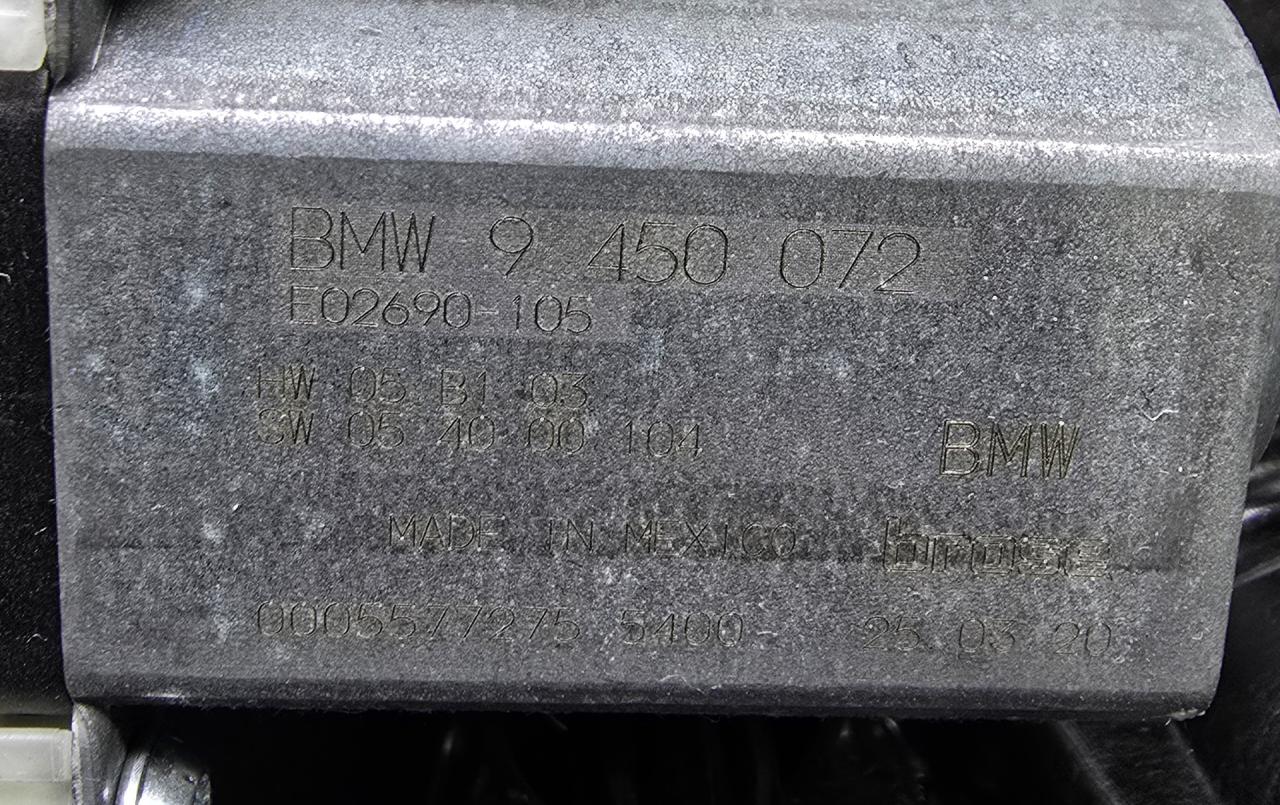 BMW 9 450 072
E02690-105
HW 05 B1 03
SW 05 40 00 104
BMW
MADE IN MEXICO
brose
0005577275 5400
25 03 20